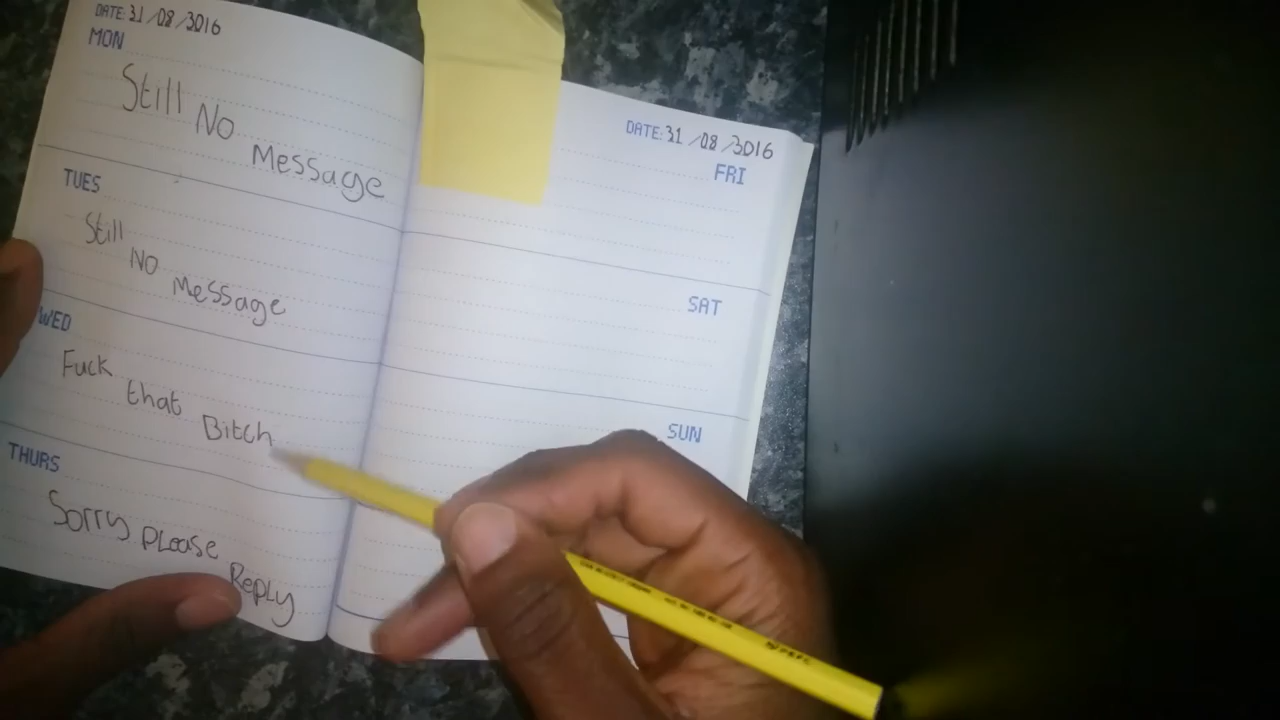 DATE: 31/08/3016
MON
Still No Message
TUES
Still No Message
WED
Fuck that Bitch
THURS
Sorry please Reply
DATE: 31/08/3016
FRI
SAT
SUN